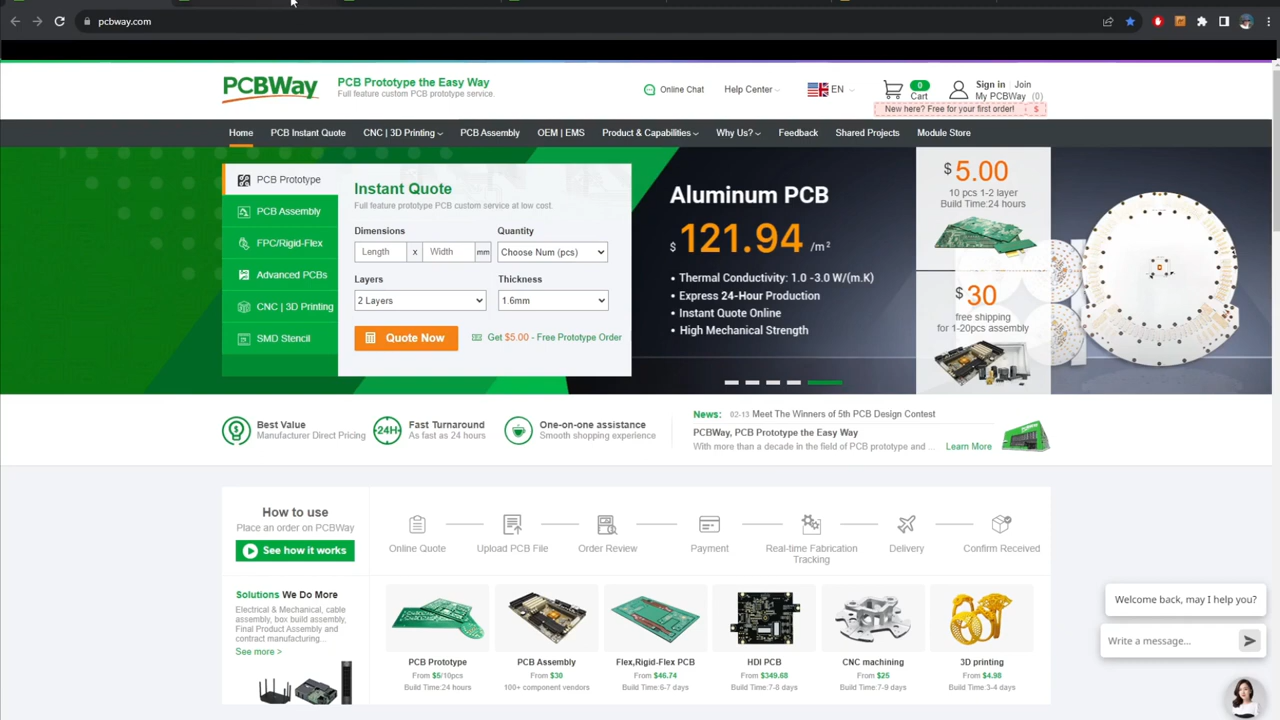 pcbway.com
PCBWay
PCB Prototype the Easy Way
Full feature custom PCB prototype service.
Online Chat
Help Center
EN
0
Cart
Sign in
Join
My PCBWay (0)
New here? Free for your first order! $
Home
PCB Instant Quote
CNC | 3D Printing
PCB Assembly
OEM | EMS
Product & Capabilities
Why Us?
Feedback
Shared Projects
Module Store
PCB Prototype
PCB Assembly
FPC/Rigid-Flex
Advanced PCBs
CNC | 3D Printing
SMD Stencil
Instant Quote
Full feature prototype PCB custom service at low cost.
Dimensions
Length x Width mm
Quantity
Choose Num (pcs)
Layers
2 Layers
Thickness
1.6mm
Quote Now
Get $5.00 - Free Prototype Order
Aluminum PCB
$ 121.94 /m²
• Thermal Conductivity: 1.0 -3.0 W/(m.K)
• Express 24-Hour Production
• Instant Quote Online
• High Mechanical Strength
$ 5.00
10 pcs 1-2 layer
Build Time:24 hours
$ 30
free shipping
for 1-20pcs assembly
Best Value
Manufacturer Direct Pricing
24H
Fast Turnaround
As fast as 24 hours
One-on-one assistance
Smooth shopping experience
News: 02-13 Meet The Winners of 5th PCB Design Contest
PCBWay, PCB Prototype the Easy Way
With more than a decade in the field of PCB prototype and ...
Learn More
How to use
Place an order on PCBWay
See how it works
Online Quote
Upload PCB File
Order Review
Payment
Real-time Fabrication
Tracking
Delivery
Confirm Received
Solutions We Do More
Electrical & Mechanical, cable
assembly, box build assembly,
Final Product Assembly and
contract manufacturing...
See more >
PCB Prototype
From $5/10pcs
Build Time:24 hours
PCB Assembly
From $30
100+ component vendors
Flex,Rigid-Flex PCB
From $46.74
Build Time:6-7 days
HDI PCB
From $349.68
Build Time:7-8 days
CNC machining
From $25
Build Time:7-9 days
3D printing
From $4.98
Build Time:3-4 days
Welcome back, may I help you?
Write a message...